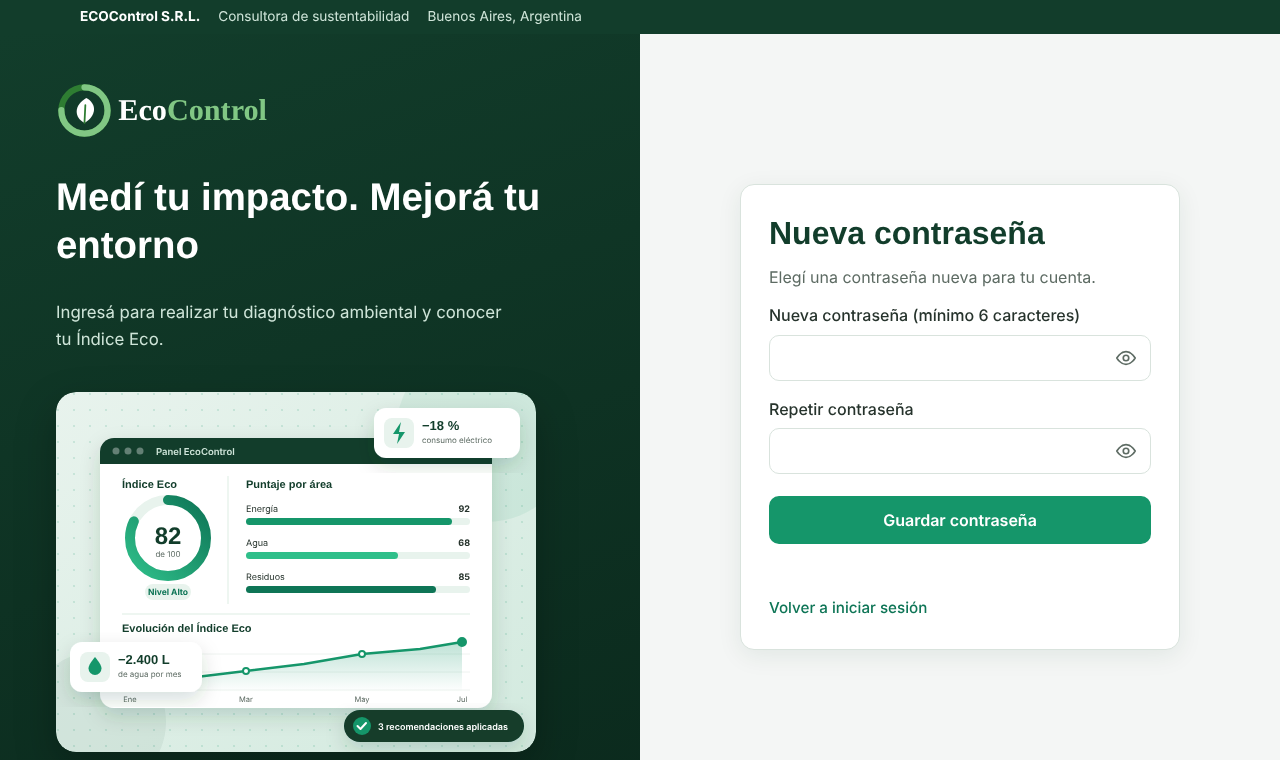 ECOControl S.R.L. Consultora de sustentabilidad Buenos Aires, Argentina
EcoControl
Medí tu impacto. Mejorá tu
entorno
Ingresá para realizar tu diagnóstico ambiental y conocer
tu Índice Eco.
−18 %
consumo eléctrico
Panel EcoControl
Índice Eco
82
de 100
Nivel Alto
Puntaje por área
Energía 92
Agua 68
Residuos 85
Evolución del Índice Eco
−2.400 L
de agua por mes
Ene Mar May Jul
3 recomendaciones aplicadas
Nueva contraseña
Elegí una contraseña nueva para tu cuenta.
Nueva contraseña (mínimo 6 caracteres)
Repetir contraseña
Guardar contraseña
Volver a iniciar sesión